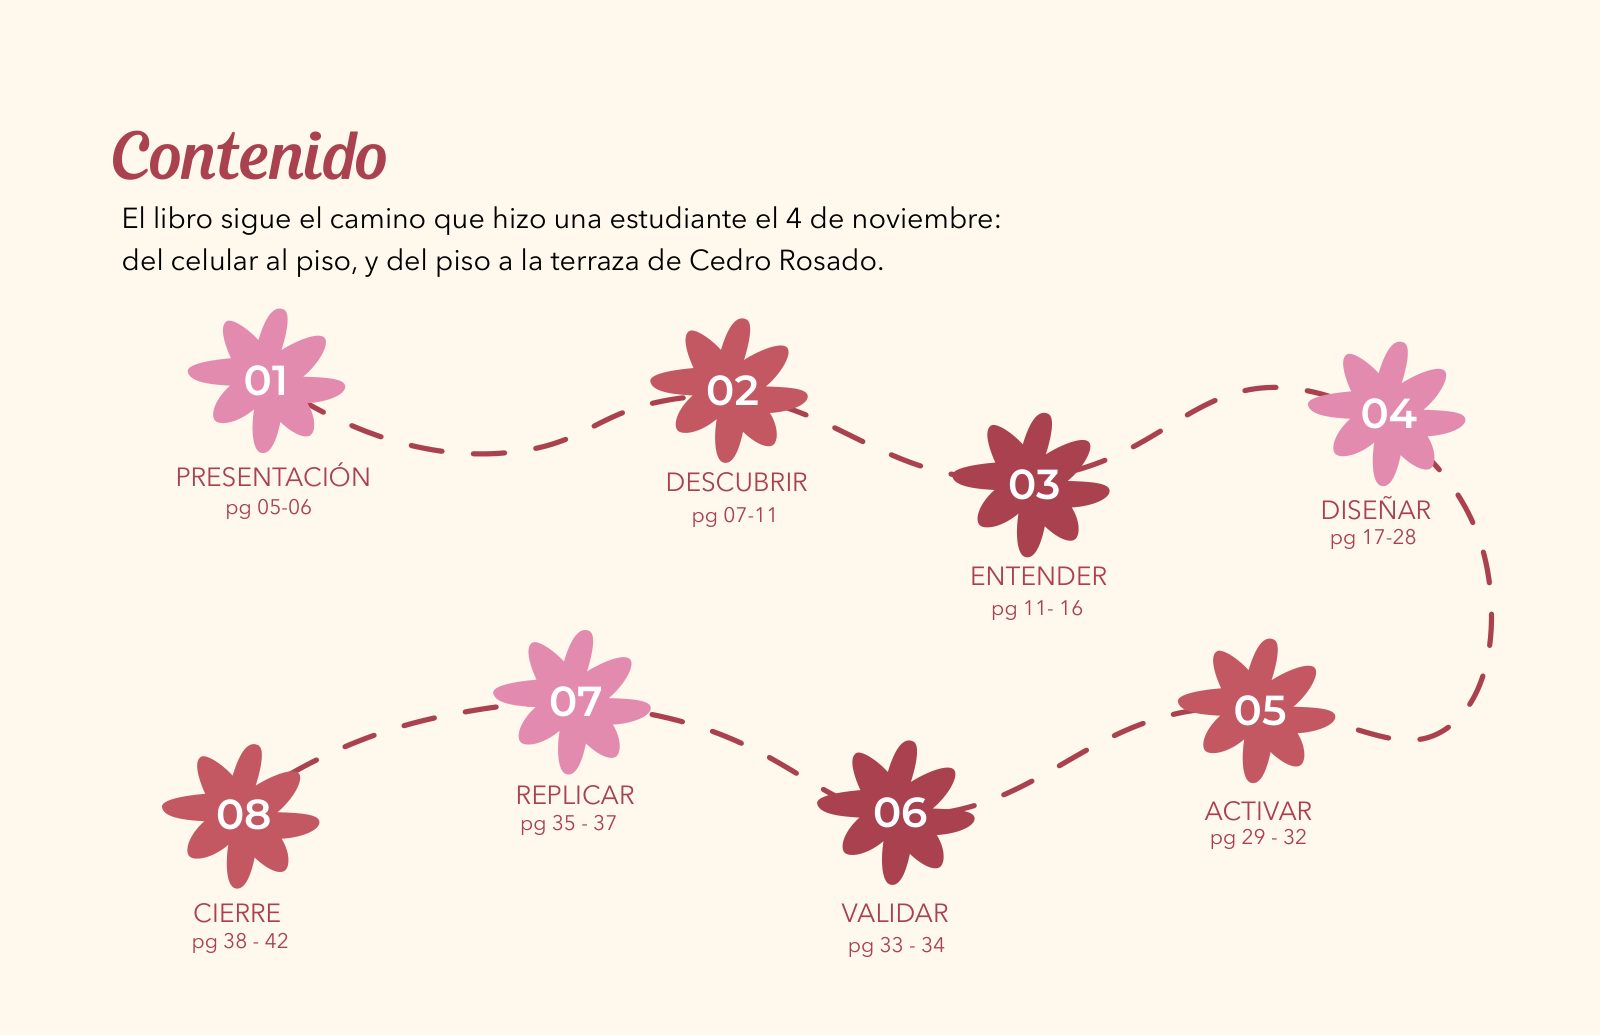 Contenido
El libro sigue el camino que hizo una estudiante el 4 de noviembre:
del celular al piso, y del piso a la terraza de Cedro Rosado.
01
PRESENTACIÓN
pg 05-06
02
DESCUBRIR
pg 07-11
03
ENTENDER
pg 11- 16
04
DISEÑAR
pg 17-28
05
ACTIVAR
pg 29 - 32
06
VALIDAR
pg 33 - 34
07
REPLICAR
pg 35 - 37
08
CIERRE
pg 38 - 42